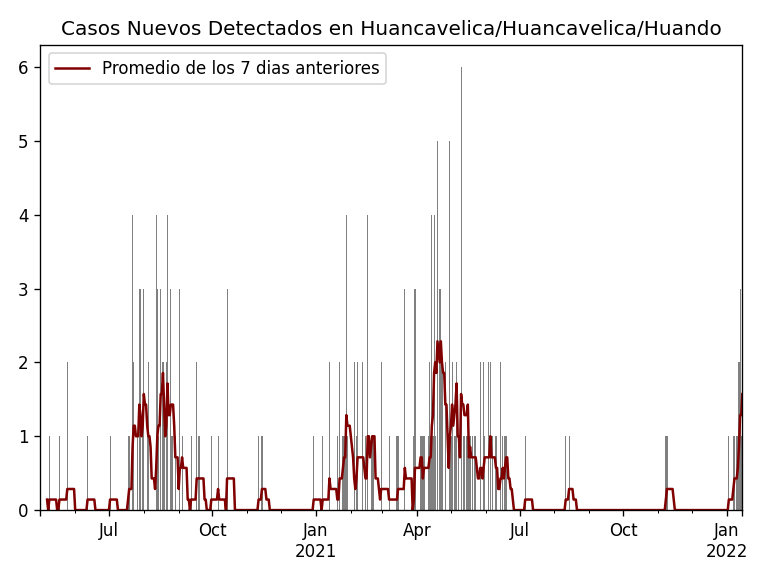 Casos Nuevos Detectados en Huancavelica/Huancavelica/Huando
Promedio de los 7 dias anteriores
6
5
4
3
2
1
0
Jul Oct Jan Apr Jul Oct Jan
2021 2022